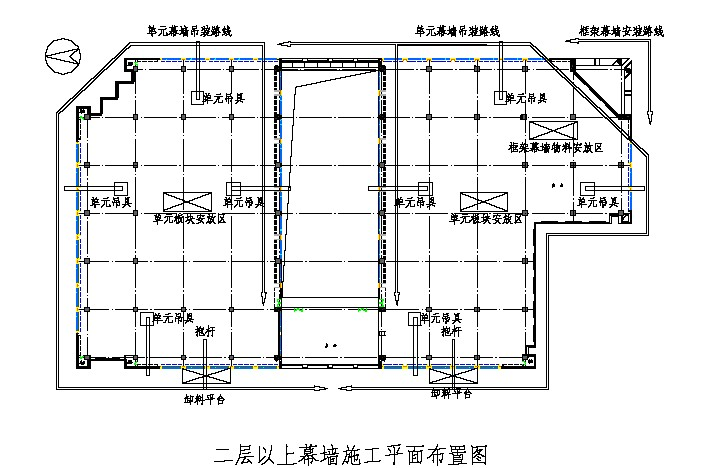 单元幕墙吊装路线
单元幕墙吊装路线
框架幕墙安装路线
单元吊具
单元吊具
框架幕墙物料安放区
单元吊具
单元吊具
单元吊具
单元吊具
单元板块安放区
单元板块安放区
单元吊具
单元吊具
抱杆
抱杆
卸料平台
卸料平台
二层以上幕墙施工平面布置图